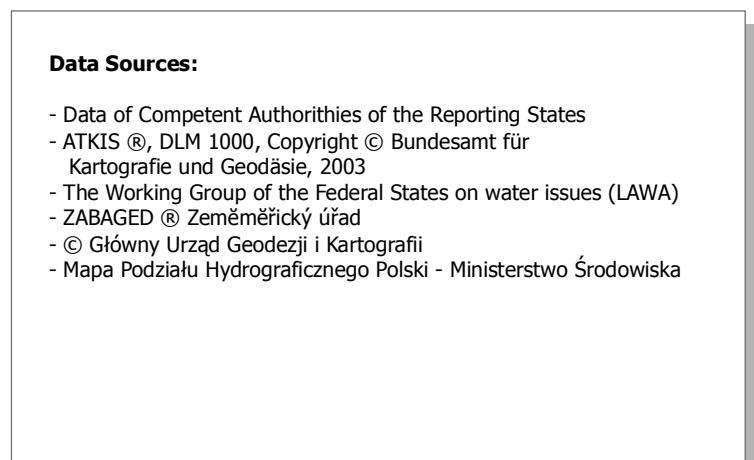 Data Sources:
- Data of Competent Authorithies of the Reporting States
- ATKIS ®, DLM 1000, Copyright © Bundesamt für
Kartografie und Geodäsie, 2003
- The Working Group of the Federal States on water issues (LAWA)
- ZABAGED ® Zeměměřický úřad
- © Główny Urząd Geodezji i Kartografii
- Mapa Podziału Hydrograficznego Polski - Ministerstwo Środowiska